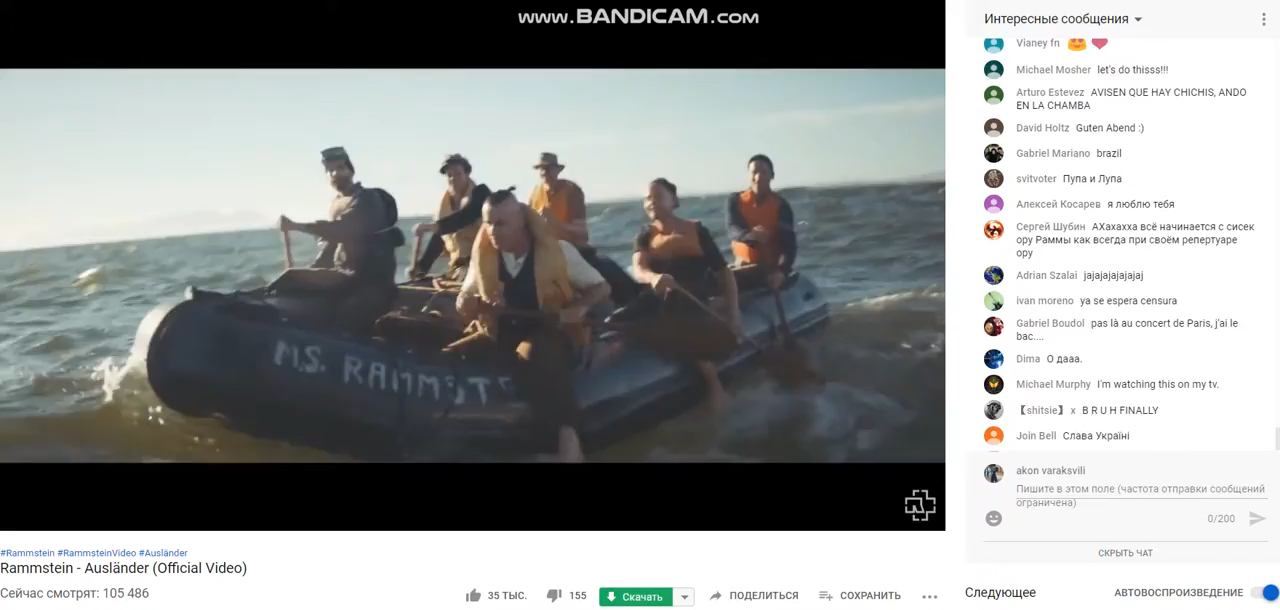 www.BANDICAM.com
M.S. RAMMST
#Rammstein #RammsteinVideo #Ausländer
Rammstein - Ausländer (Official Video)
Сейчас смотрят: 105 486
35 ТЫС.
155
Скачать
ПОДЕЛИТЬСЯ
СОХРАНИТЬ
Интересные сообщения
Vianey fn 😍 ❤
Michael Mosher let's do thisss!!!
Arturo Estevez AVISEN QUE HAY CHICHIS, ANDO
EN LA CHAMBA
David Holtz Guten Abend :)
Gabriel Mariano brazil
svitvoter Пупа и Лупа
Алексей Косарев я люблю тебя
Сергей Шубин АХахахха всё начинается с сисек
ору Раммы как всегда при своём репертуаре
ору
Adrian Szalai jajajajajajaj
ivan moreno ya se espera censura
Gabriel Boudol pas là au concert de Paris, j'ai le
bac....
Dima О дааа.
Michael Murphy I'm watching this on my tv.
【shitsie】 x B R U H FINALLY
Join Bell Слава Україні
akon varaksvili
Пишите в этом поле (частота отправки сообщений
ограничена)
0/200
СКРЫТЬ ЧАТ
Следующее
АВТОВОСПРОИЗВЕДЕНИЕ